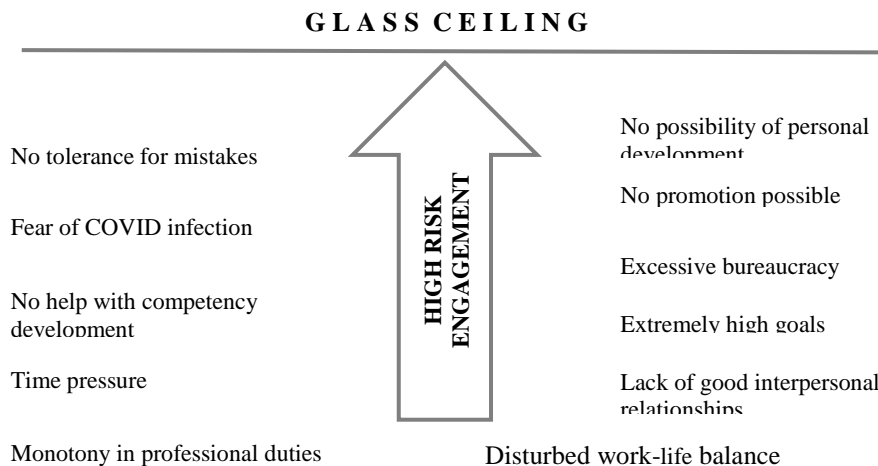 GLASS CEILING
No tolerance for mistakes
Fear of COVID infection
No help with competency
development
Time pressure
Monotony in professional duties
HIGH RISK
ENGAGEMENT
No possibility of personal
development
No promotion possible
Excessive bureaucracy
Extremely high goals
Lack of good interpersonal
relationships
Disturbed work-life balance